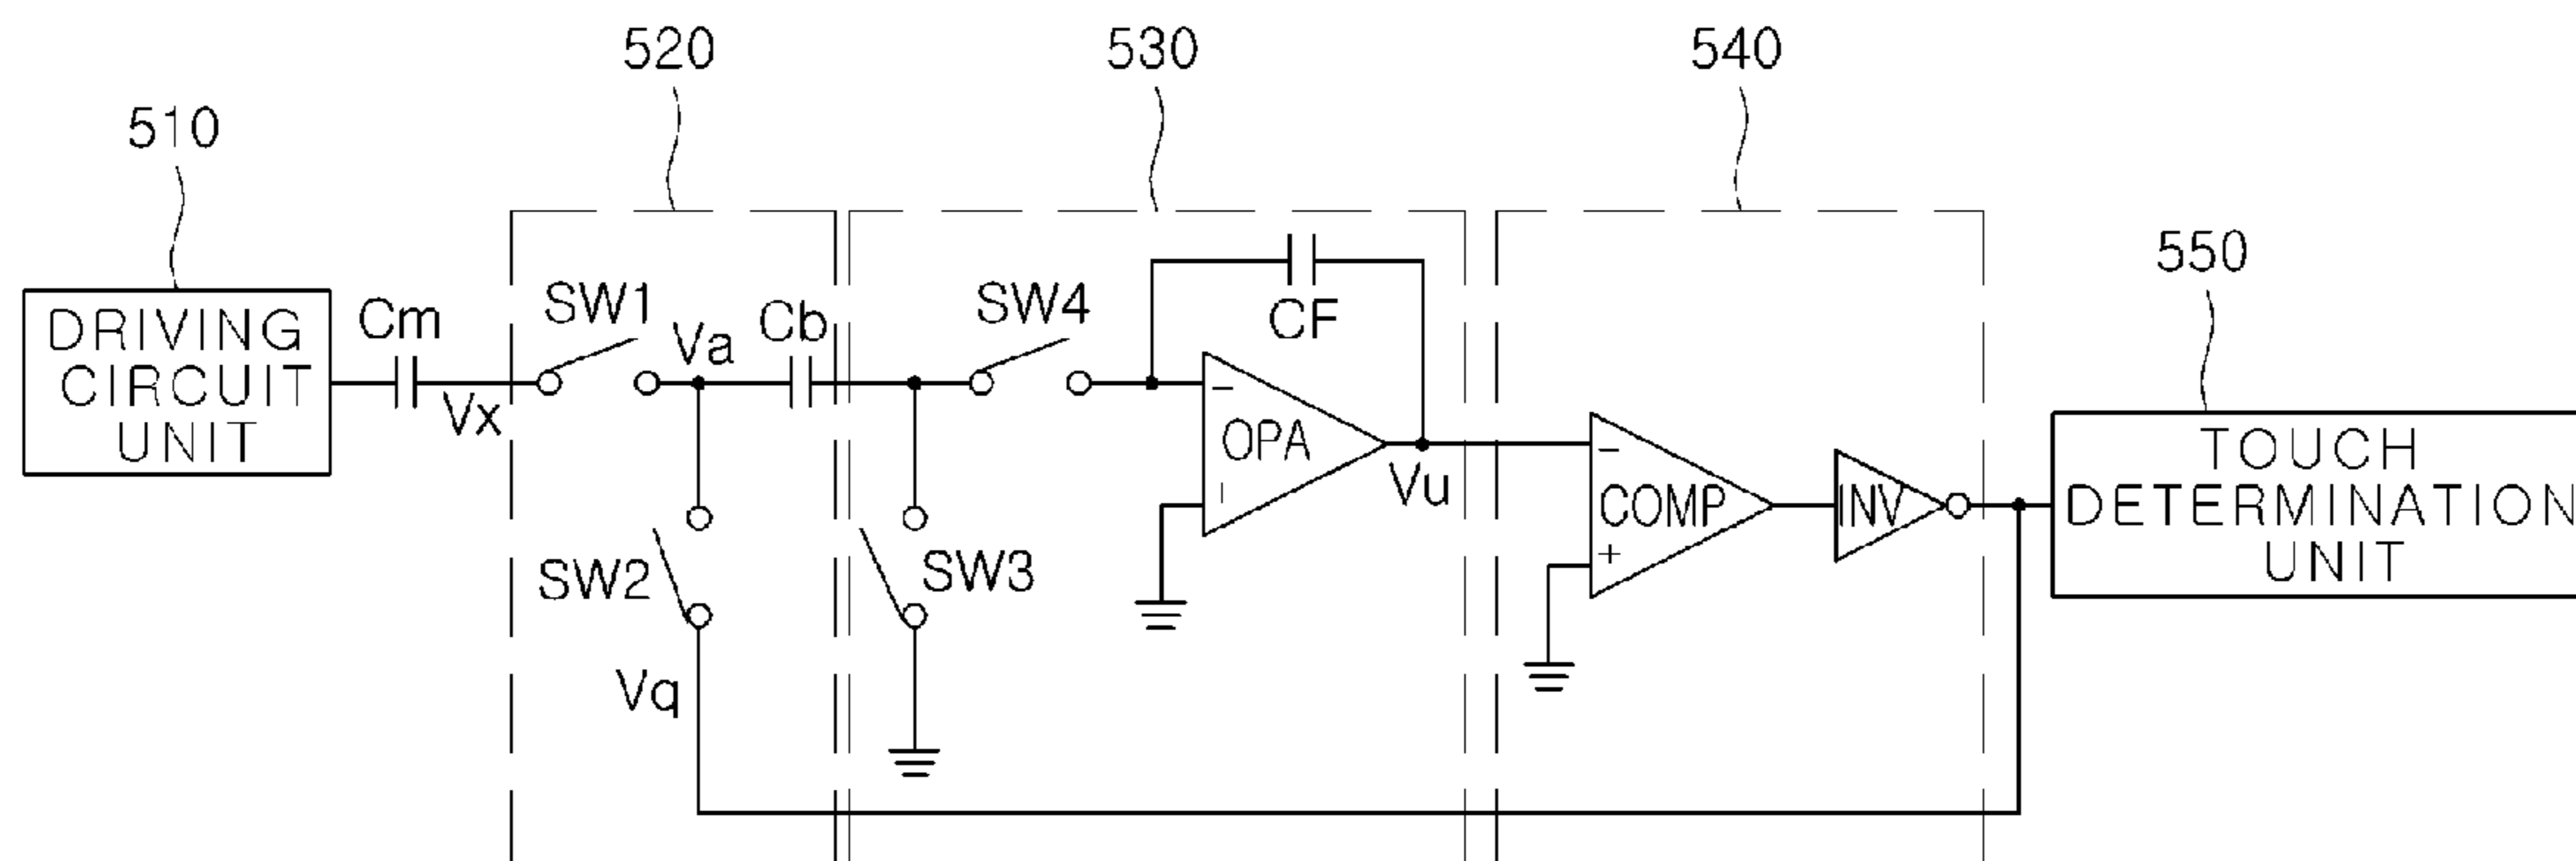 520
530
540
510
550
DRIVING
CIRCUIT
UNIT
Cm
Vx
SW1
Va
Cb
SW4
CF
−
OPA
+
Vu
−
COMP
+
INV
TOUCH
DETERMINATION
UNIT
SW2
SW3
Vq